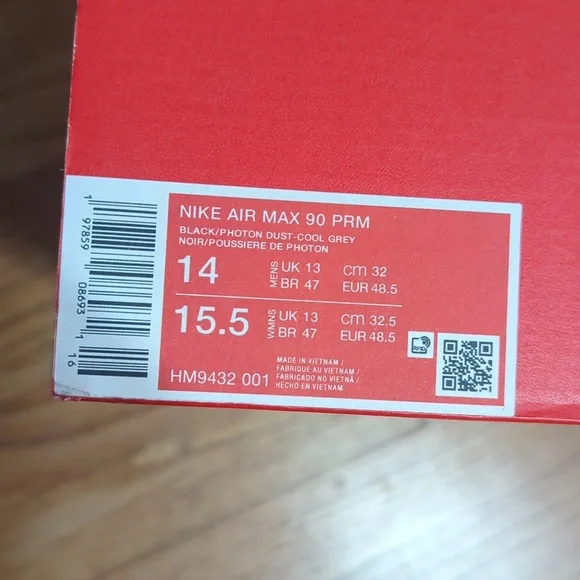 NIKE AIR MAX 90 PRM
BLACK/PHOTON DUST-COOL GREY
NOIR/POUSSIERE DE PHOTON
14 MENS UK 13 CM 32
BR 47 EUR 48.5
15.5 WMNS UK 13 CM 32.5
BR 47 EUR 48.5
RFID
HM9432 001
MADE IN VIETNAM /
FABRIQUE AU VIETNAM /
FABRICADO NO VIETNÃ /
HECHO EN VIETNAM
1 97859 08693 1 16